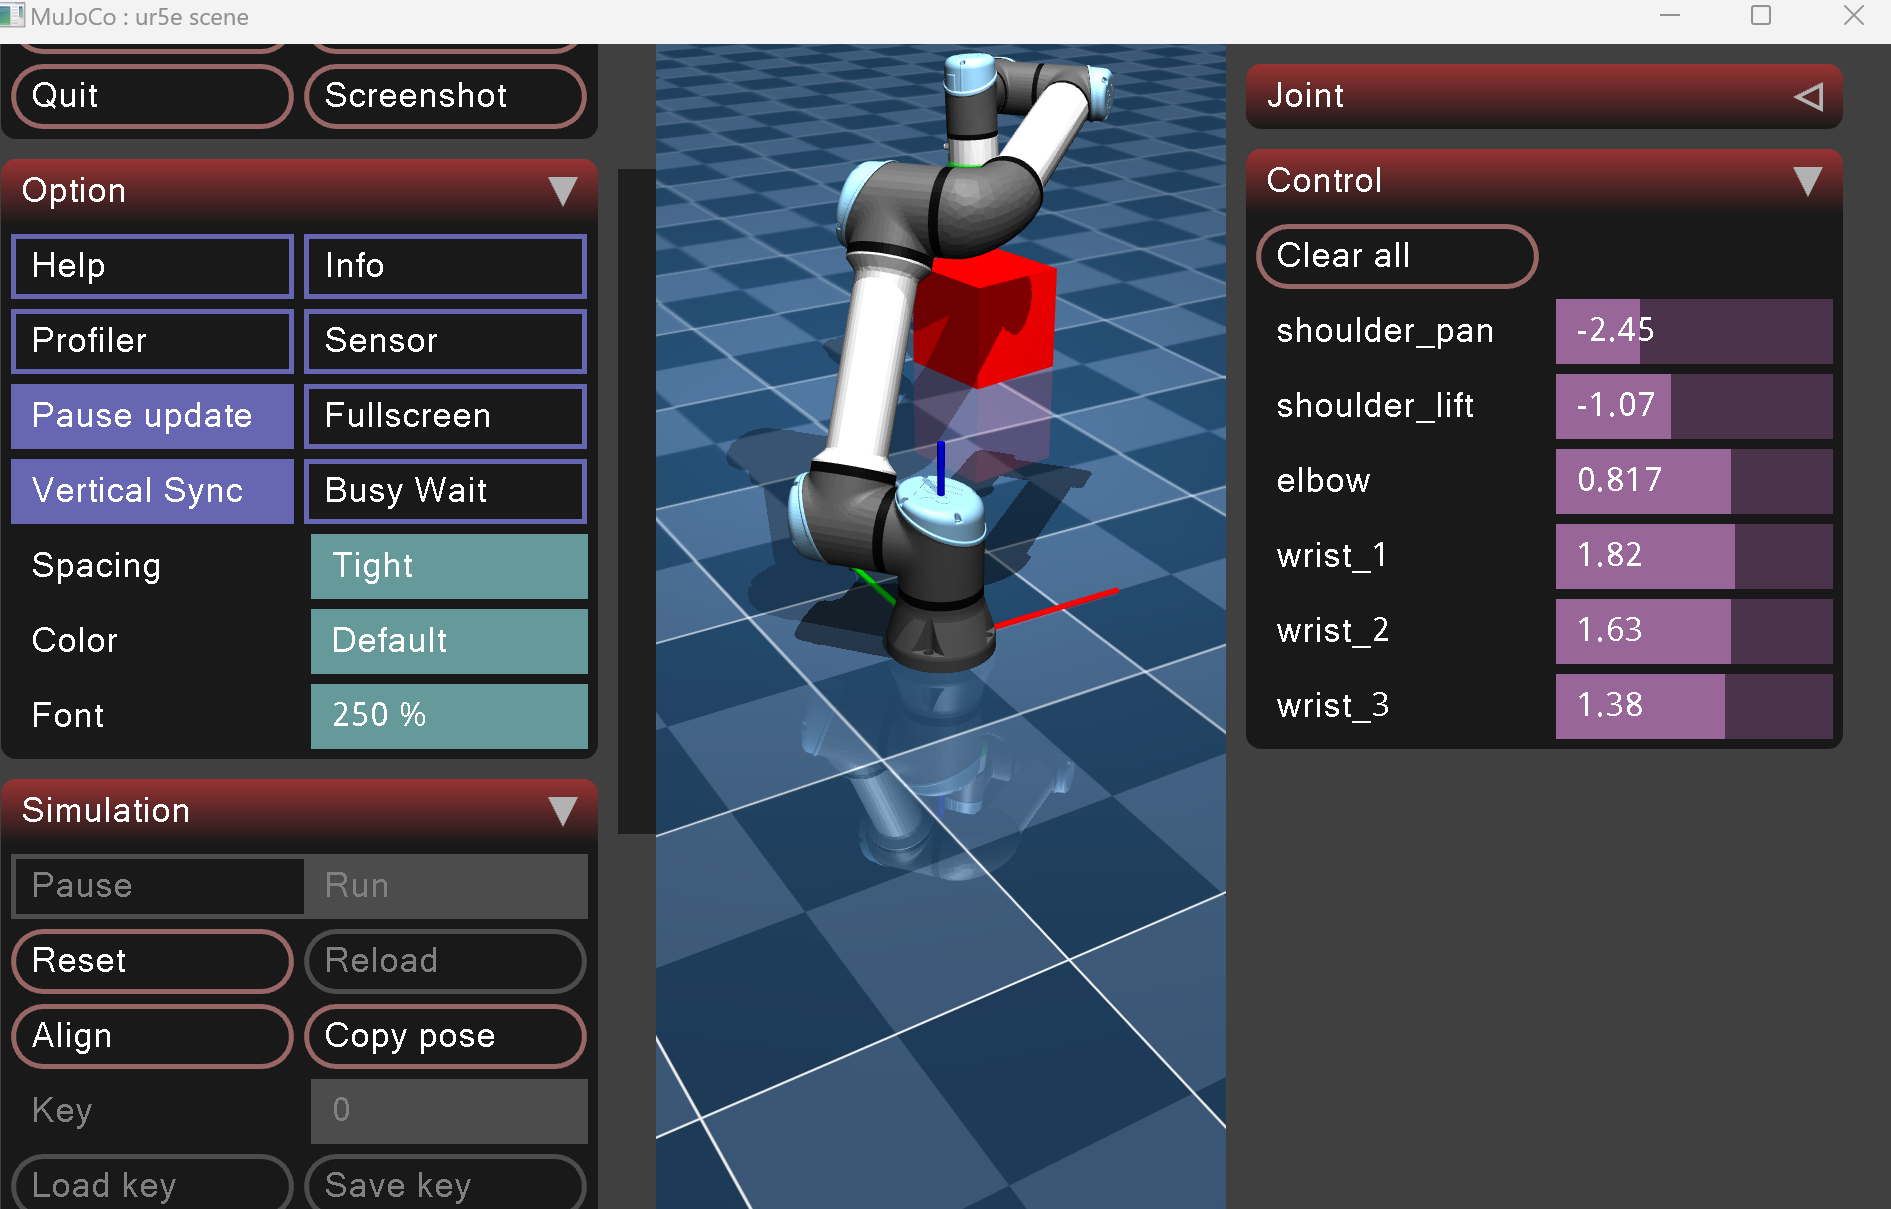 MuJoCo : ur5e scene
Quit
Screenshot
Option
Help
Info
Profiler
Sensor
Pause update
Fullscreen
Vertical Sync
Busy Wait
Spacing
Tight
Color
Default
Font
250 %
Simulation
Pause
Run
Reset
Reload
Align
Copy pose
Key
0
Load key
Save key
Joint
Control
Clear all
shoulder_pan
-2.45
shoulder_lift
-1.07
elbow
0.817
wrist_1
1.82
wrist_2
1.63
wrist_3
1.38